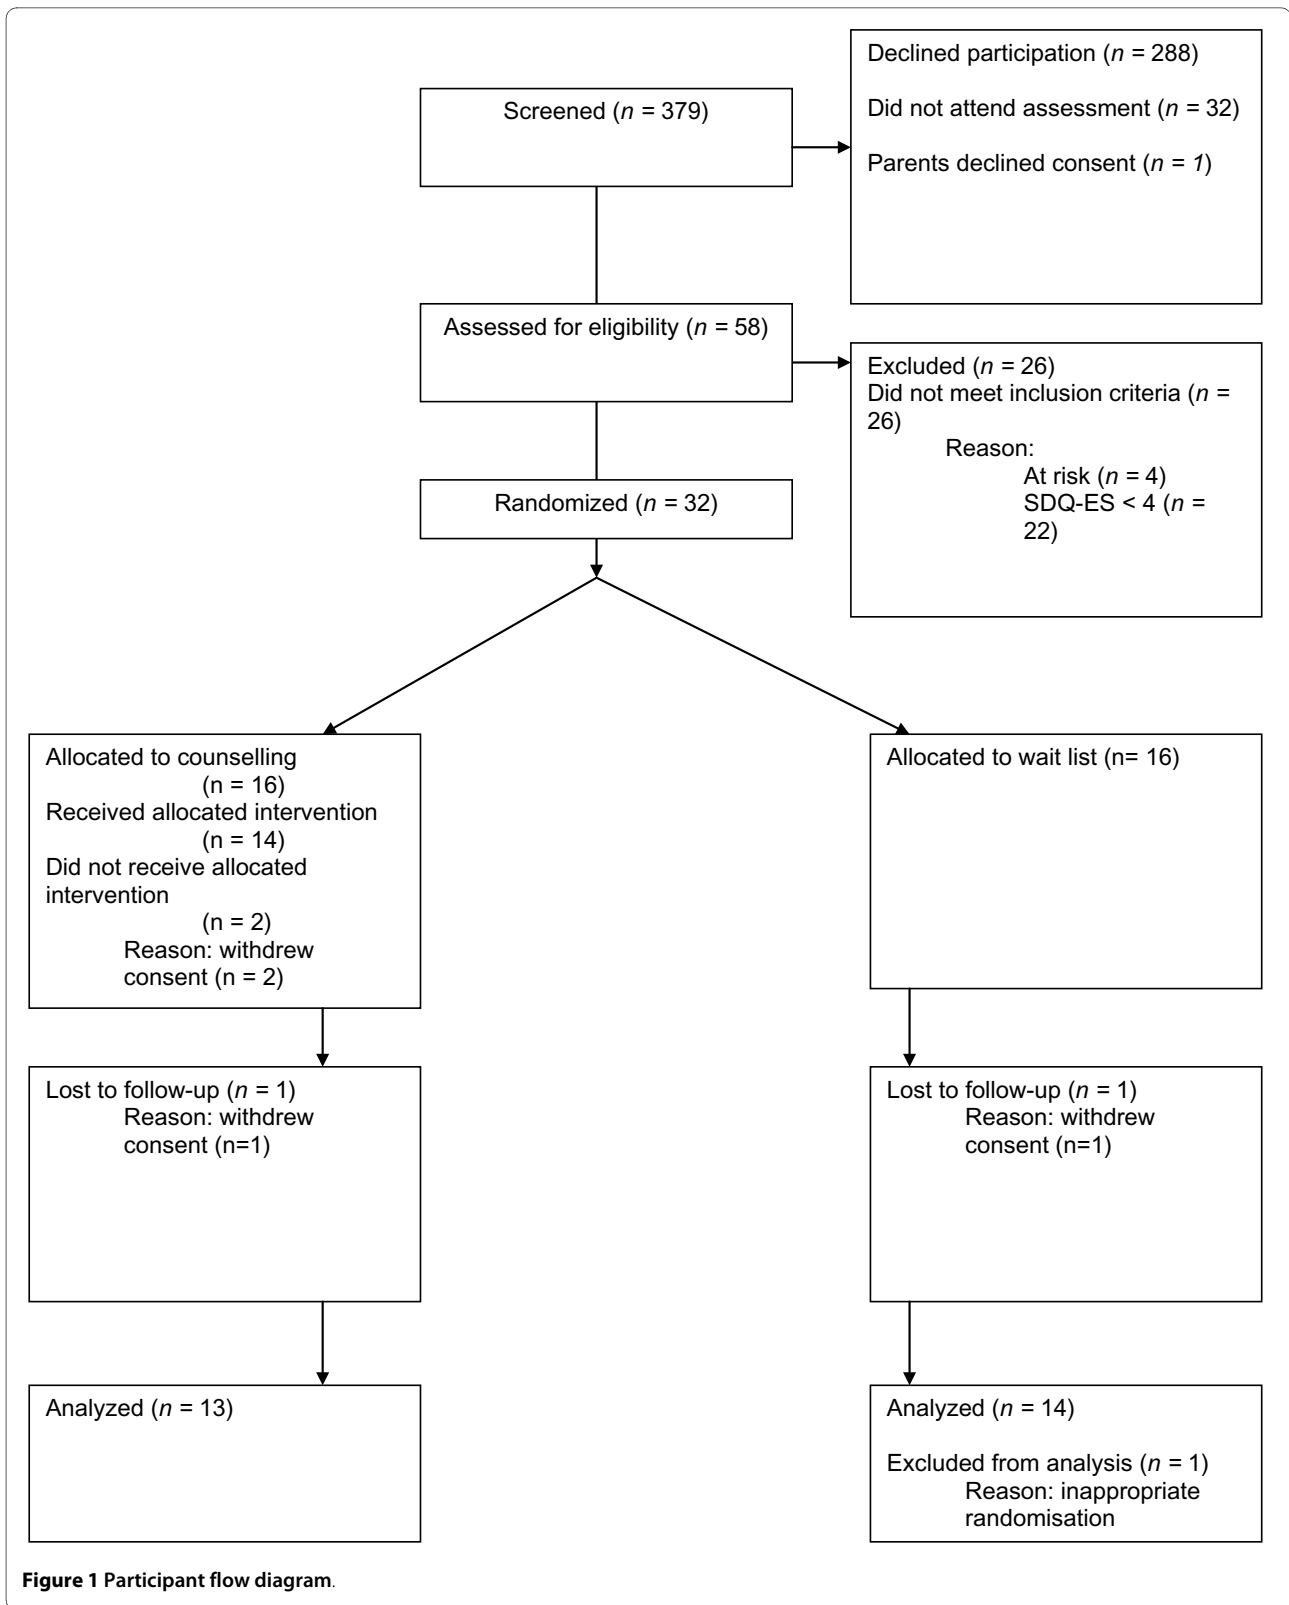 Declined participation (n = 288)
Screened (n = 379)
Did not attend assessment (n = 32)
Parents declined consent (n = 1)
Assessed for eligibility (n = 58)
Excluded (n = 26)
Did not meet inclusion criteria (n =
26)
Reason:
At risk (n = 4)
SDQ-ES < 4 (n =
22)
Randomized (n = 32)
Allocated to counselling
(n = 16)
Received allocated intervention
(n = 14)
Did not receive allocated
intervention
(n = 2)
Reason: withdrew
consent (n = 2)
Allocated to wait list (n= 16)
Lost to follow-up (n = 1)
Reason: withdrew
consent (n=1)
Lost to follow-up (n = 1)
Reason: withdrew
consent (n=1)
Analyzed (n = 13)
Analyzed (n = 14)
Excluded from analysis (n = 1)
Reason: inappropriate
randomisation
Figure 1 Participant flow diagram.